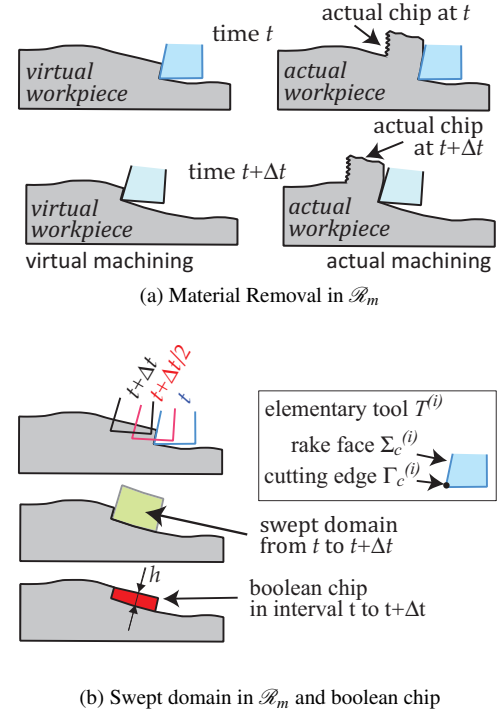 actual chip at t
time t
virtual
workpiece
actual
workpiece
actual chip
at t+Δt
time t+Δt
virtual
workpiece
actual
workpiece
virtual machining
actual machining
(a) Material Removal in ℛm
t+Δt
t+Δt/2
t
elementary tool T(i)
rake face Σc(i)
cutting edge Γc(i)
swept domain
from t to t+Δt
h
boolean chip
in interval t to t+Δt
(b) Swept domain in ℛm and boolean chip